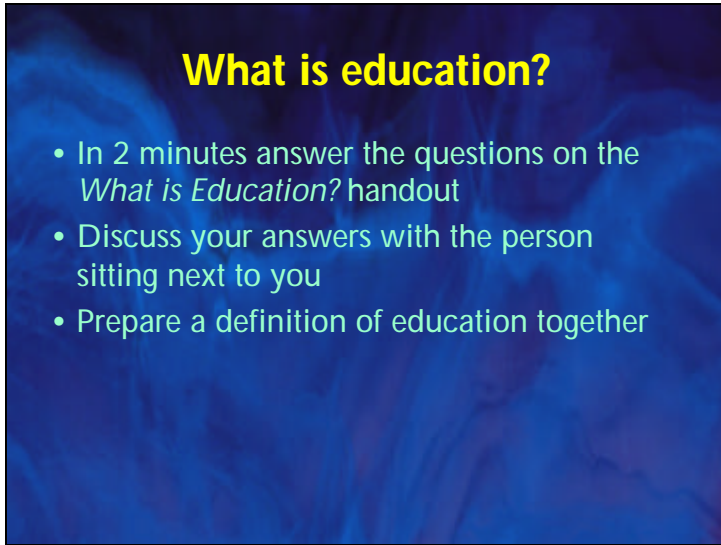 What is education?
• In 2 minutes answer the questions on the
What is Education? handout
• Discuss your answers with the person
sitting next to you
• Prepare a definition of education together